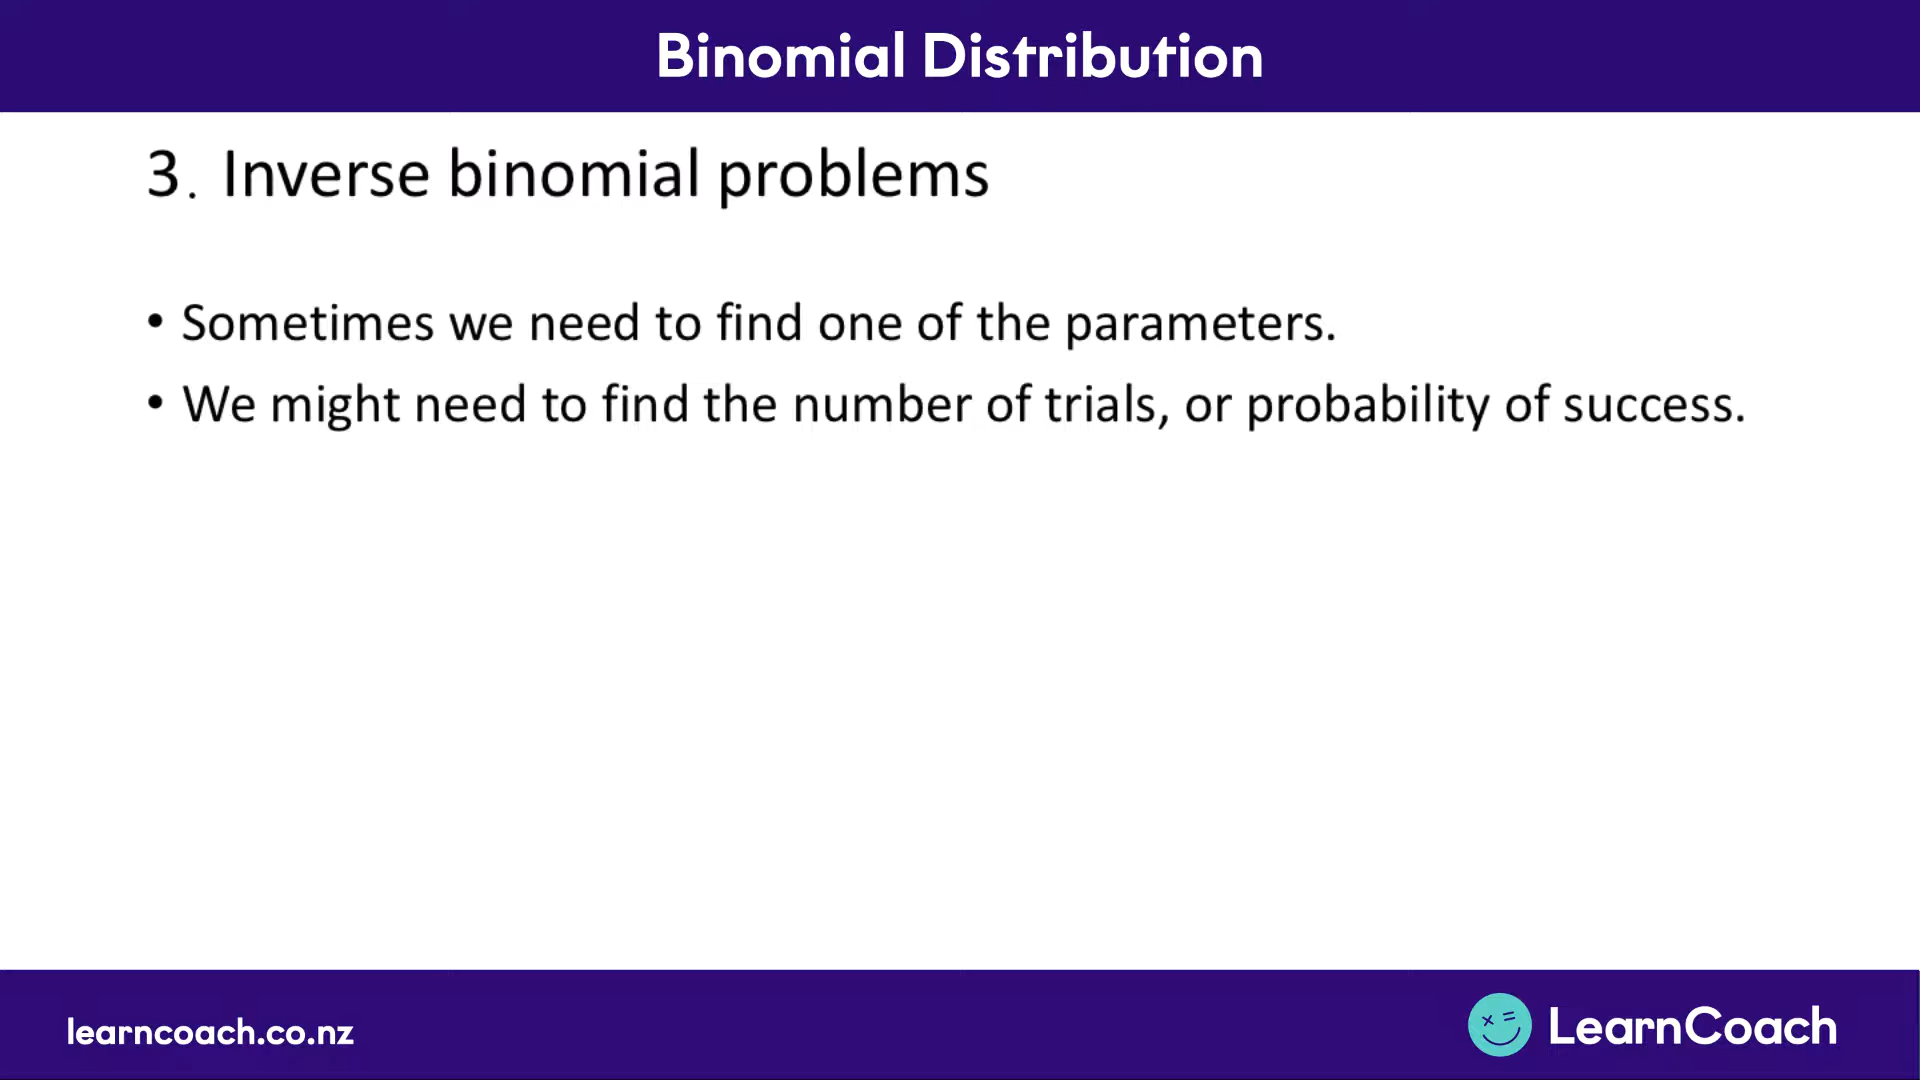 Binomial Distribution
3. Inverse binomial problems
• Sometimes we need to find one of the parameters.
• We might need to find the number of trials, or probability of success.
learncoach.co.nz
LearnCoach